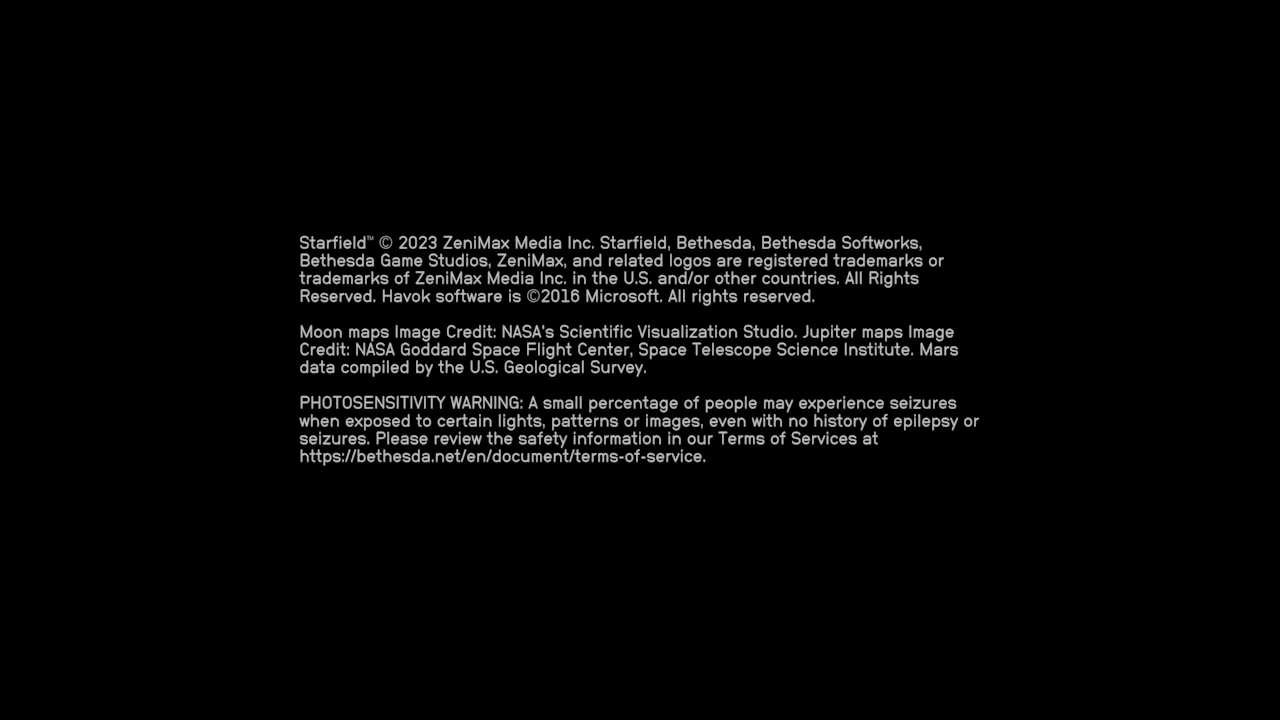 Starfield™ © 2023 ZeniMax Media Inc. Starfield, Bethesda, Bethesda Softworks,
Bethesda Game Studios, ZeniMax, and related logos are registered trademarks or
trademarks of ZeniMax Media Inc. in the U.S. and/or other countries. All Rights
Reserved. Havok software is ©2016 Microsoft. All rights reserved.
Moon maps Image Credit: NASA's Scientific Visualization Studio. Jupiter maps Image
Credit: NASA Goddard Space Flight Center, Space Telescope Science Institute. Mars
data compiled by the U.S. Geological Survey.
PHOTOSENSITIVITY WARNING: A small percentage of people may experience seizures
when exposed to certain lights, patterns or images, even with no history of epilepsy or
seizures. Please review the safety information in our Terms of Services at
https://bethesda.net/en/document/terms-of-service.